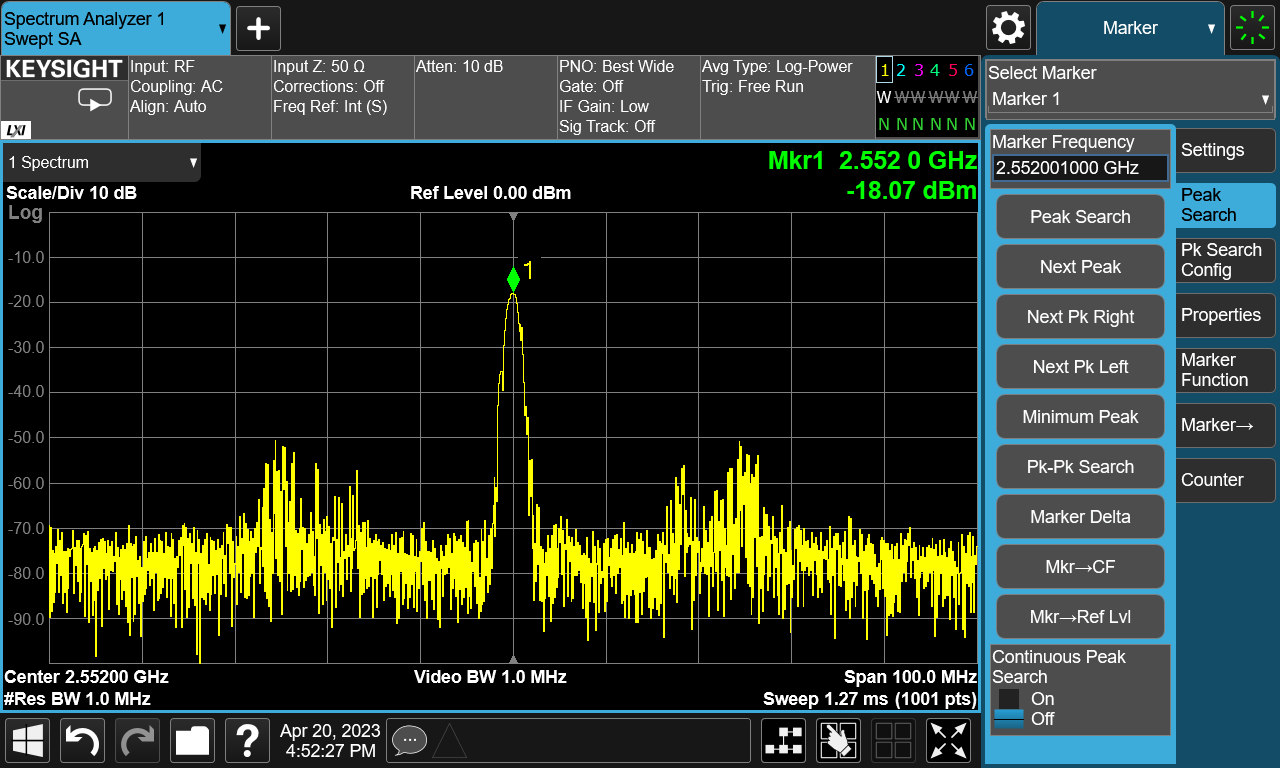 Spectrum Analyzer 1
Swept SA
Marker
KEYSIGHT
LXI
Input: RF
Coupling: AC
Align: Auto
Input Z: 50 Ω
Corrections: Off
Freq Ref: Int (S)
Atten: 10 dB
PNO: Best Wide
Gate: Off
IF Gain: Low
Sig Track: Off
Avg Type: Log-Power
Trig: Free Run
1 2 3 4 5 6
W W W W W W
N N N N N N
Select Marker
Marker 1
1 Spectrum
Mkr1 2.552 0 GHz
-18.07 dBm
Scale/Div 10 dB
Ref Level 0.00 dBm
Log
-10.0
-20.0
-30.0
-40.0
-50.0
-60.0
-70.0
-80.0
-90.0
1
Center 2.55200 GHz
Video BW 1.0 MHz
Span 100.0 MHz
#Res BW 1.0 MHz
Sweep 1.27 ms (1001 pts)
Marker Frequency
2.552001000 GHz
Peak Search
Next Peak
Next Pk Right
Next Pk Left
Minimum Peak
Pk-Pk Search
Marker Delta
Mkr→CF
Mkr→Ref Lvl
Continuous Peak
Search
On
Off
Settings
Peak
Search
Pk Search
Config
Properties
Marker
Function
Marker→
Counter
?
Apr 20, 2023
4:52:27 PM